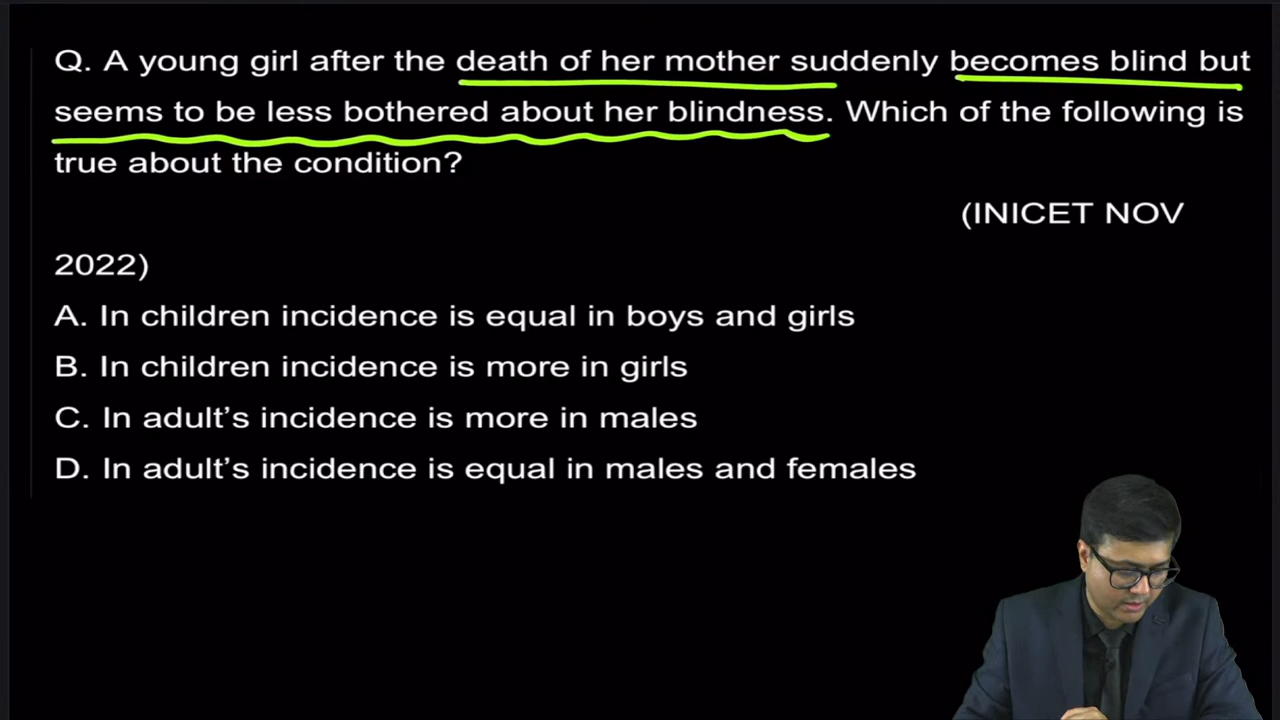 Q. A young girl after the death of her mother suddenly becomes blind but
seems to be less bothered about her blindness. Which of the following is
true about the condition?
(INICET NOV
2022)
A. In children incidence is equal in boys and girls
B. In children incidence is more in girls
C. In adult’s incidence is more in males
D. In adult’s incidence is equal in males and females